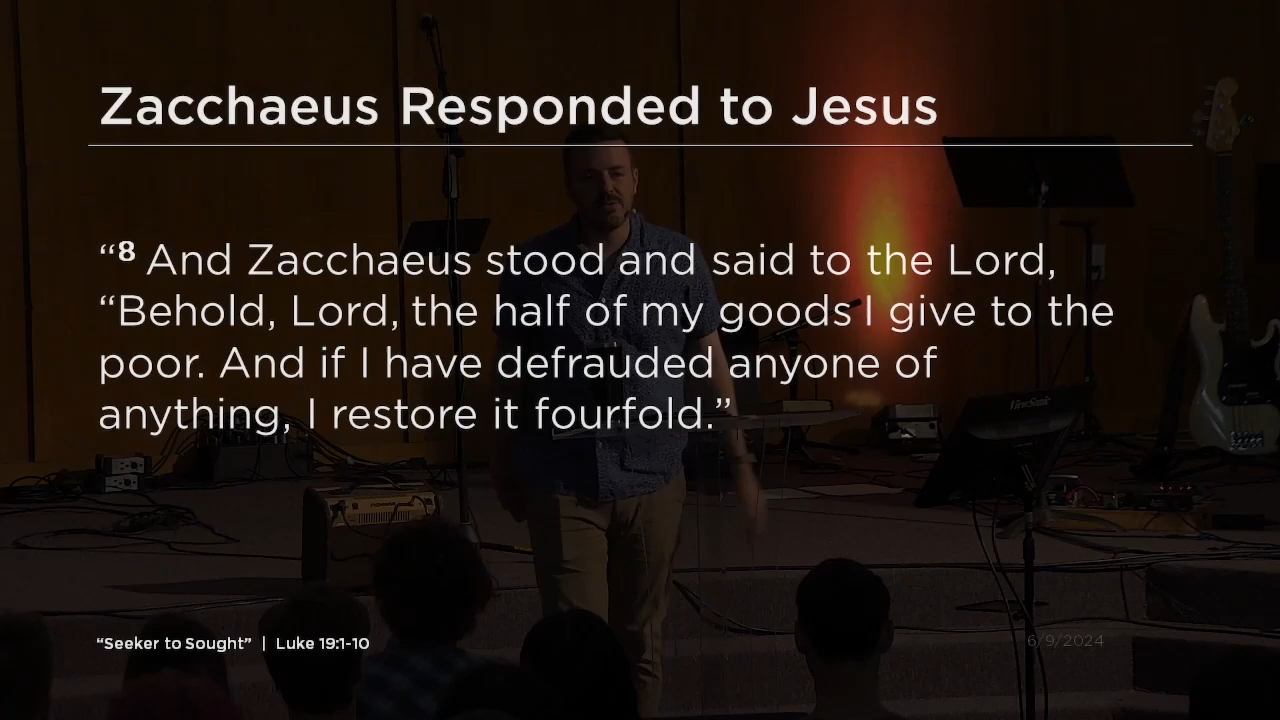 Zacchaeus Responded to Jesus
“8 And Zacchaeus stood and said to the Lord,
“Behold, Lord, the half of my goods I give to the
poor. And if I have defrauded anyone of
anything, I restore it fourfold.”
ViewSonic
“Seeker to Sought” | Luke 19:1-10
6/9/2024